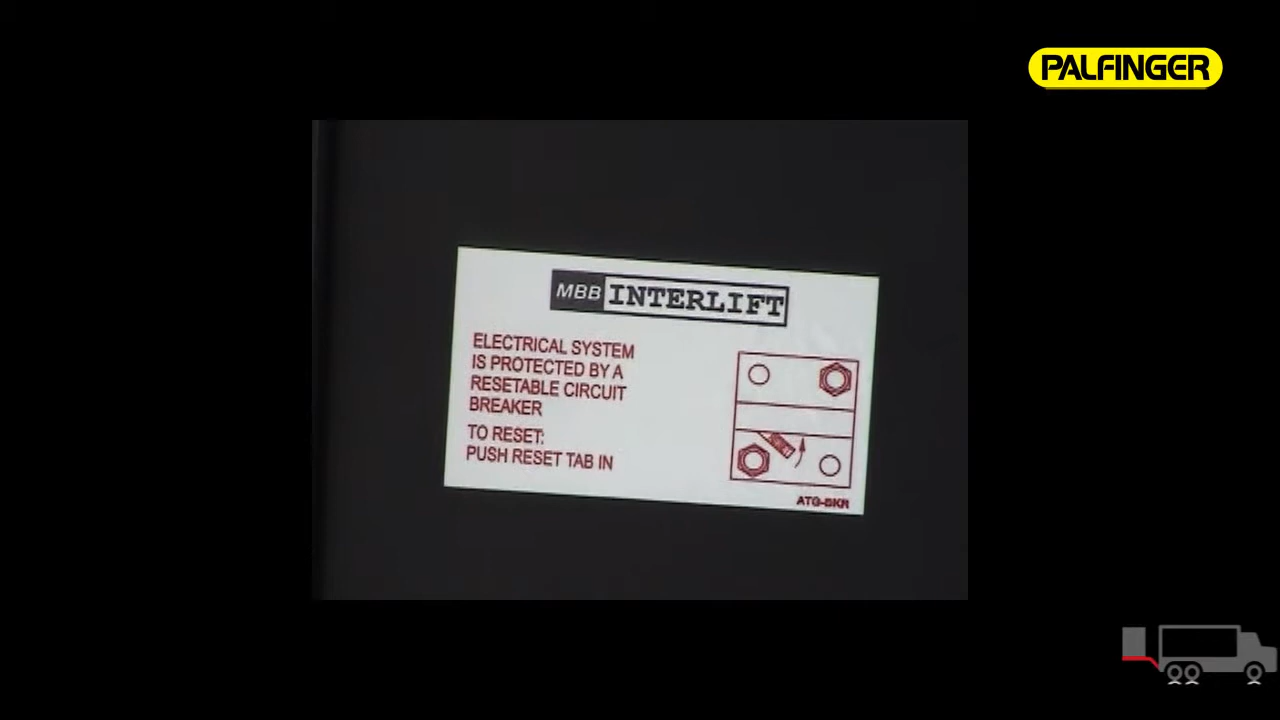 PALFINGER
MBB INTERLIFT
ELECTRICAL SYSTEM
IS PROTECTED BY A
RESETABLE CIRCUIT
BREAKER
TO RESET:
PUSH RESET TAB IN
ATG-BKR